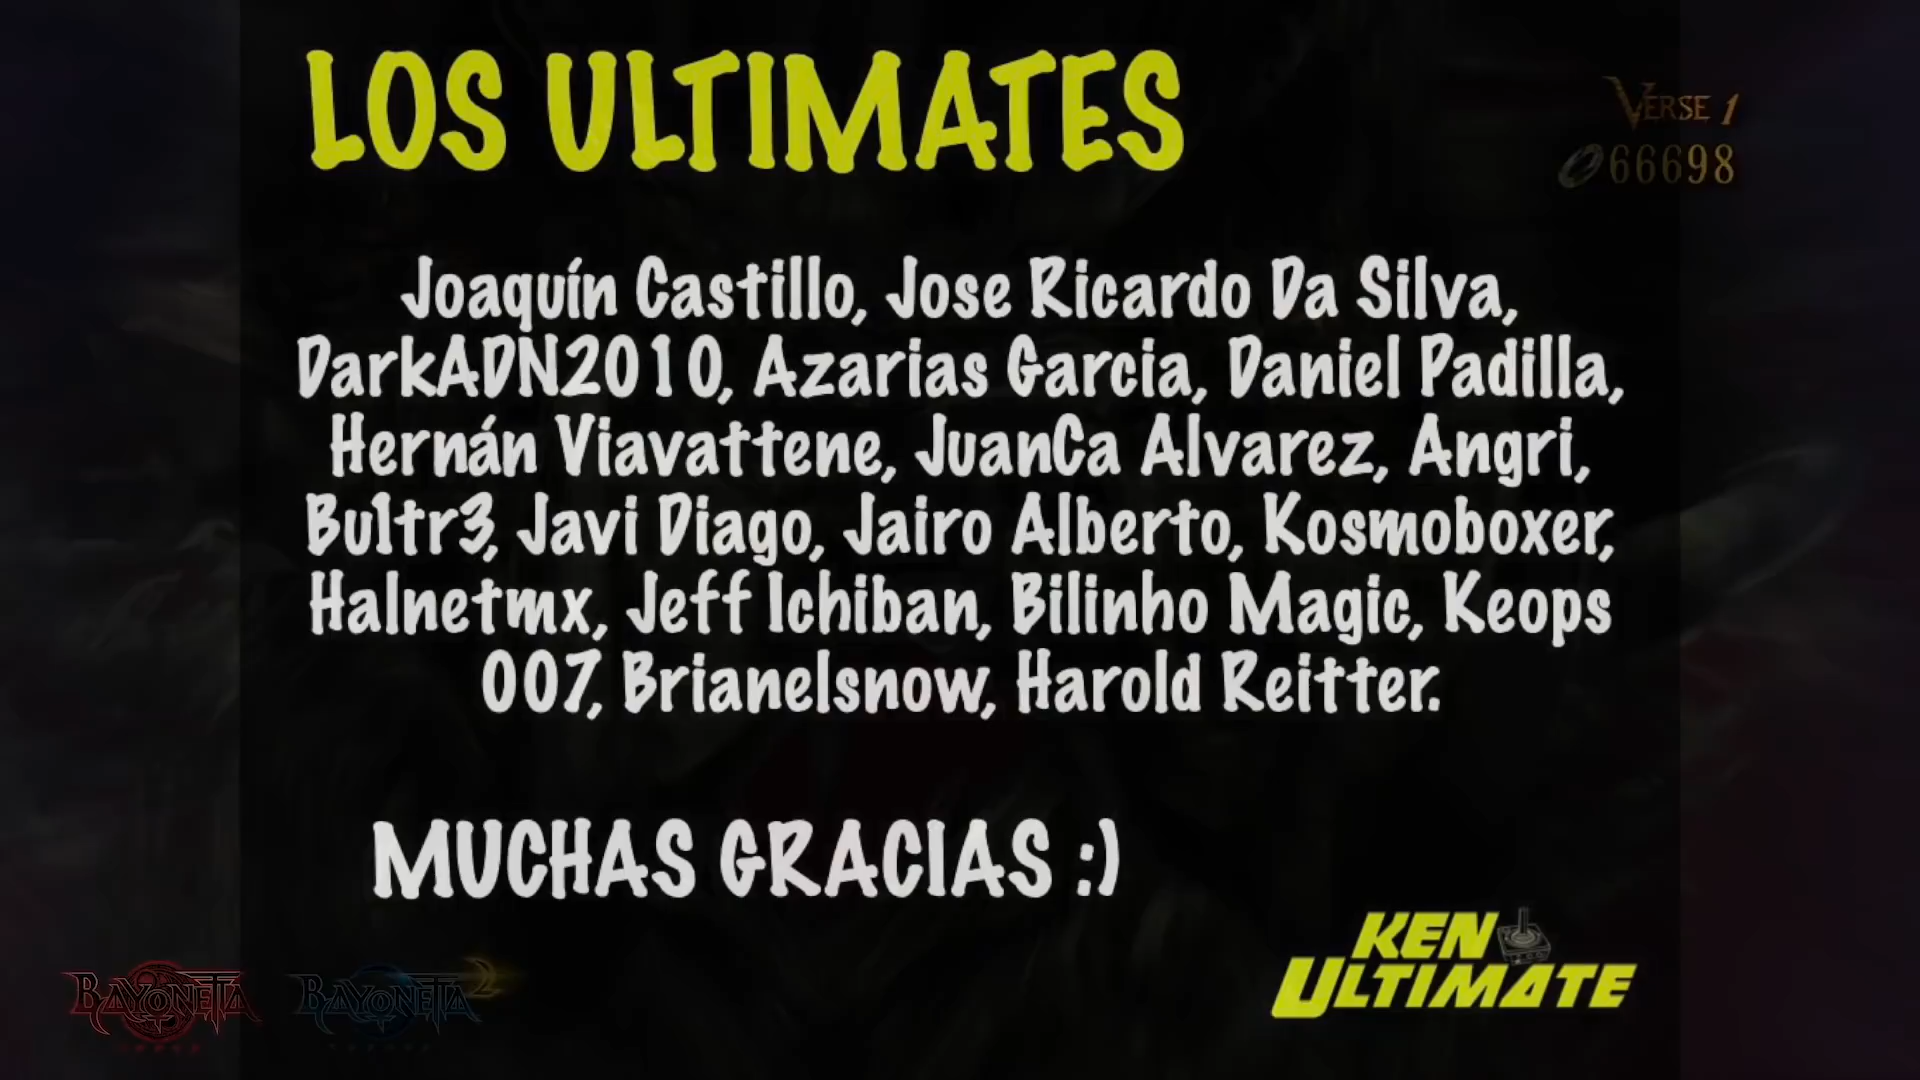 LOS ULTIMATES
VERSE 1
066698
Joaquín Castillo, Jose Ricardo Da Silva,
DarkADN2010, Azarias Garcia, Daniel Padilla,
Hernán Viavattene, JuanCa Alvarez, Angri,
Bu1tr3, Javi Diago, Jairo Alberto, Kosmoboxer,
Halnetmx, Jeff Ichiban, Bilinho Magic, Keops
007, Brianelsnow, Harold Reitter.
MUCHAS GRACIAS :)
KEN
ULTIMATE
BAYONETTA
BAYONETTA 2